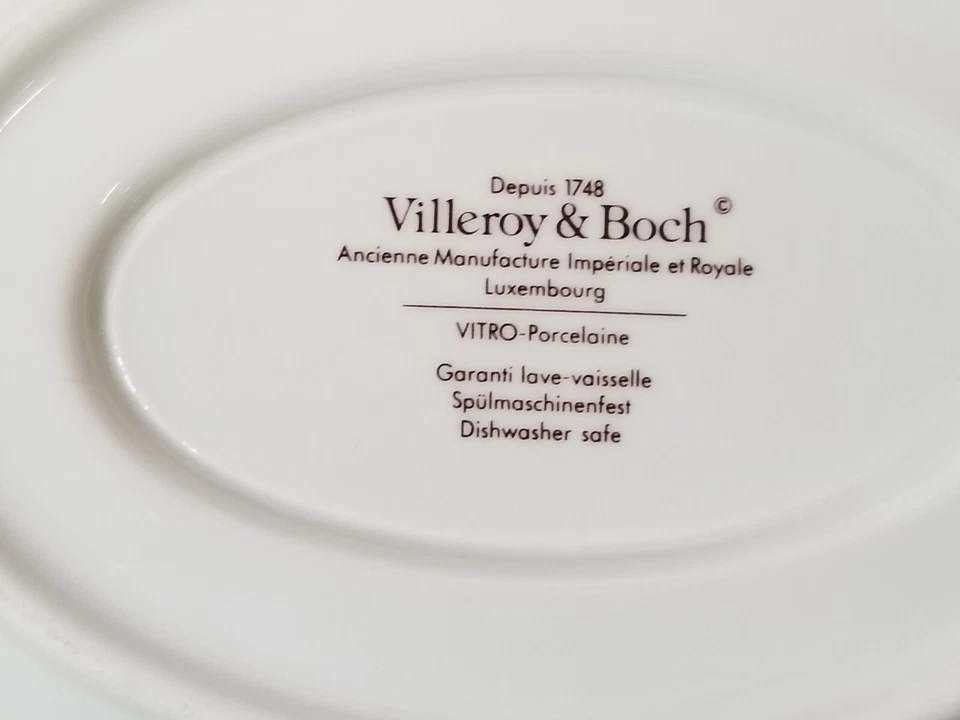 Depuis 1748
Villeroy & Boch ©
Ancienne Manufacture Impériale et Royale
Luxembourg
VITRO-Porcelaine
Garanti lave-vaisselle
Spülmaschinenfest
Dishwasher safe